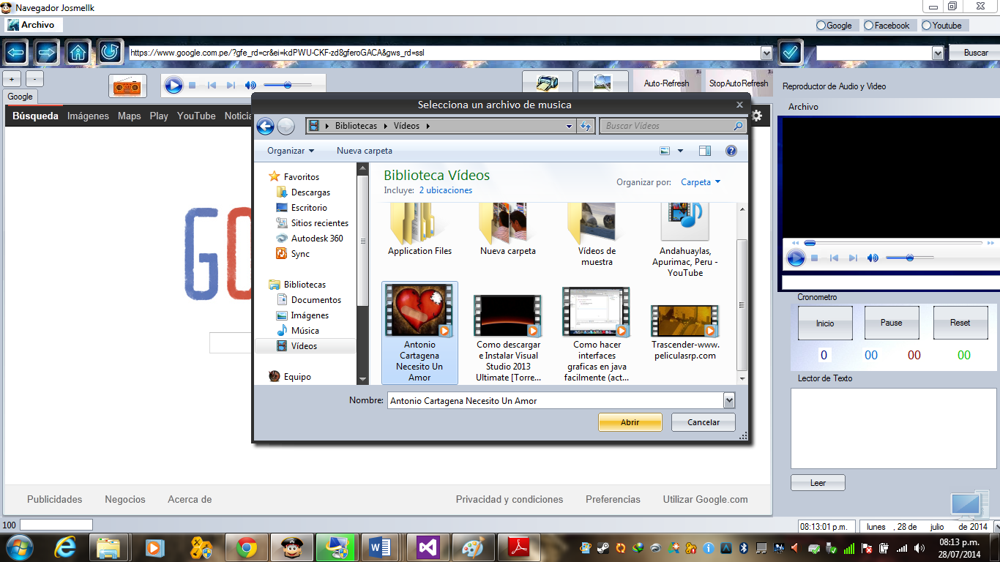 Navegador Josmellk
Archivo
Google Facebook Youtube
https://www.google.com.pe/?gfe_rd=cr&ei=kdPWU-CKF-zd8gferoGACA&gws_rd=ssl
Buscar
+ -
Auto-Refresh StopAutoRefresh
Google
Búsqueda Imágenes Maps Play YouTube Noticia
GO
Selecciona un archivo de musica
Bibliotecas Vídeos
Buscar Vídeos
Organizar Nueva carpeta
Favoritos
Descargas
Escritorio
Sitios recientes
Autodesk 360
Sync
Bibliotecas
Documentos
Imágenes
Música
Vídeos
Equipo
Biblioteca Vídeos
Incluye: 2 ubicaciones
Organizar por: Carpeta
Application Files
Nueva carpeta
Vídeos de
muestra
Andahuaylas,
Apurimac, Peru -
YouTube
Antonio
Cartagena
Necesito Un
Amor
Como descargar
e Instalar Visual
Studio 2013
Ultimate [Torre...
Como hacer
interfaces
graficas en java
facilmente (act...
Trascender-www.
peliculasrp.com
Nombre: Antonio Cartagena Necesito Un Amor
Abrir Cancelar
Reproductor de Audio y Video
Archivo
Cronometro
Inicio Pause Reset
0 00 00 00
Lector de Texto
Leer
Publicidades Negocios Acerca de
Privacidad y condiciones Preferencias Utilizar Google.com
100
08:13:01 p.m. lunes , 28 de julio de 2014
08:13 p.m.
28/07/2014